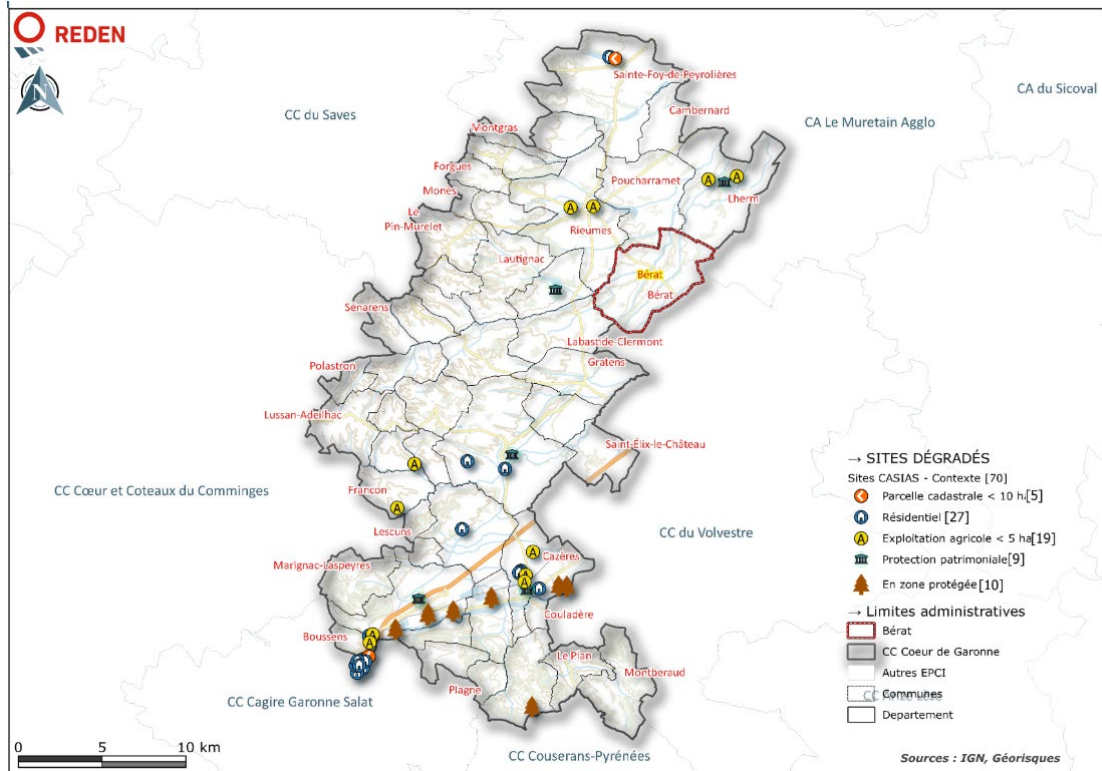 REDEN
N
Sainte-Foy-de-Peyrolières
CA du Sicoval
CC du Saves
Cambernard
CA Le Muretain Agglo
Montgras
Forgues
Poucharramet
Monès
Lherm
Le
Pin-Murelet
Rieumes
Lautignac
Bérat
Bérat
Sénarens
Labastide-Clermont
Gratens
Polastron
Lussan-Adeilhac
Saint-Élix-le-Château
→ SITES DÉGRADÉS
Sites CASIAS - Contexte [70]
Parcelle cadastrale < 10 h.[5]
Résidentiel [27]
Exploitation agricole < 5 ha[19]
Protection patrimoniale[9]
En zone protégée[10]
→ Limites administratives
Bérat
CC Coeur de Garonne
Autres EPCI
Communes
Departement
CC Cœur et Coteaux du Comminges
Francon
Lescuns
CC du Volvestre
Marignac-Laspeyres
Cazères
Couladère
Boussens
Le Plan
Montberaud
Plagne
CC Cagire Garonne Salat
CC Couserans-Pyrénées
0 5 10 km
Sources : IGN, Géorisques